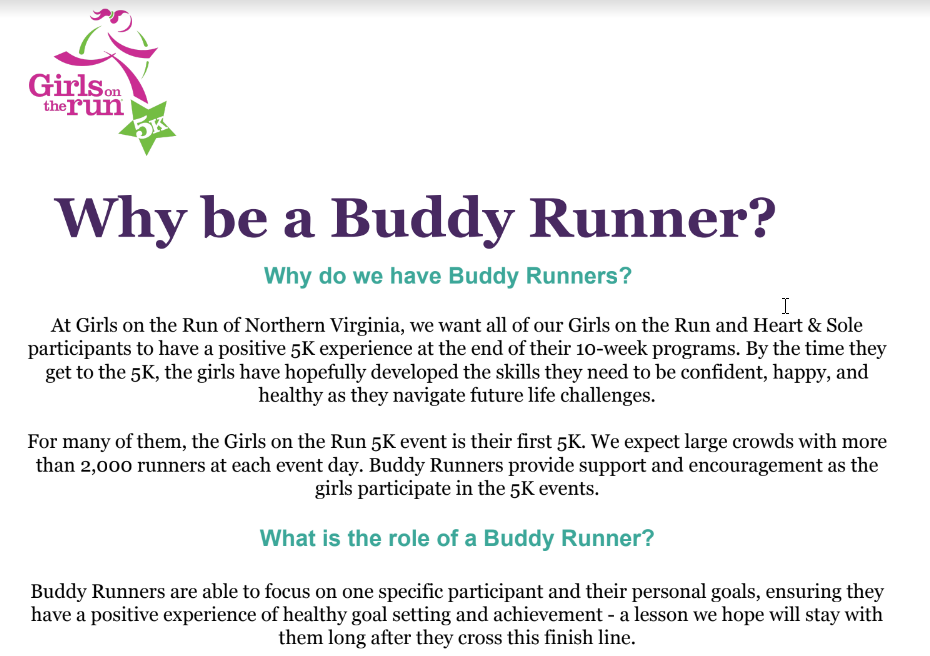 Girls on
the run
5K
Why be a Buddy Runner?
Why do we have Buddy Runners?
At Girls on the Run of Northern Virginia, we want all of our Girls on the Run and Heart & Sole
participants to have a positive 5K experience at the end of their 10-week programs. By the time they
get to the 5K, the girls have hopefully developed the skills they need to be confident, happy, and
healthy as they navigate future life challenges.
For many of them, the Girls on the Run 5K event is their first 5K. We expect large crowds with more
than 2,000 runners at each event day. Buddy Runners provide support and encouragement as the
girls participate in the 5K events.
What is the role of a Buddy Runner?
Buddy Runners are able to focus on one specific participant and their personal goals, ensuring they
have a positive experience of healthy goal setting and achievement - a lesson we hope will stay with
them long after they cross this finish line.